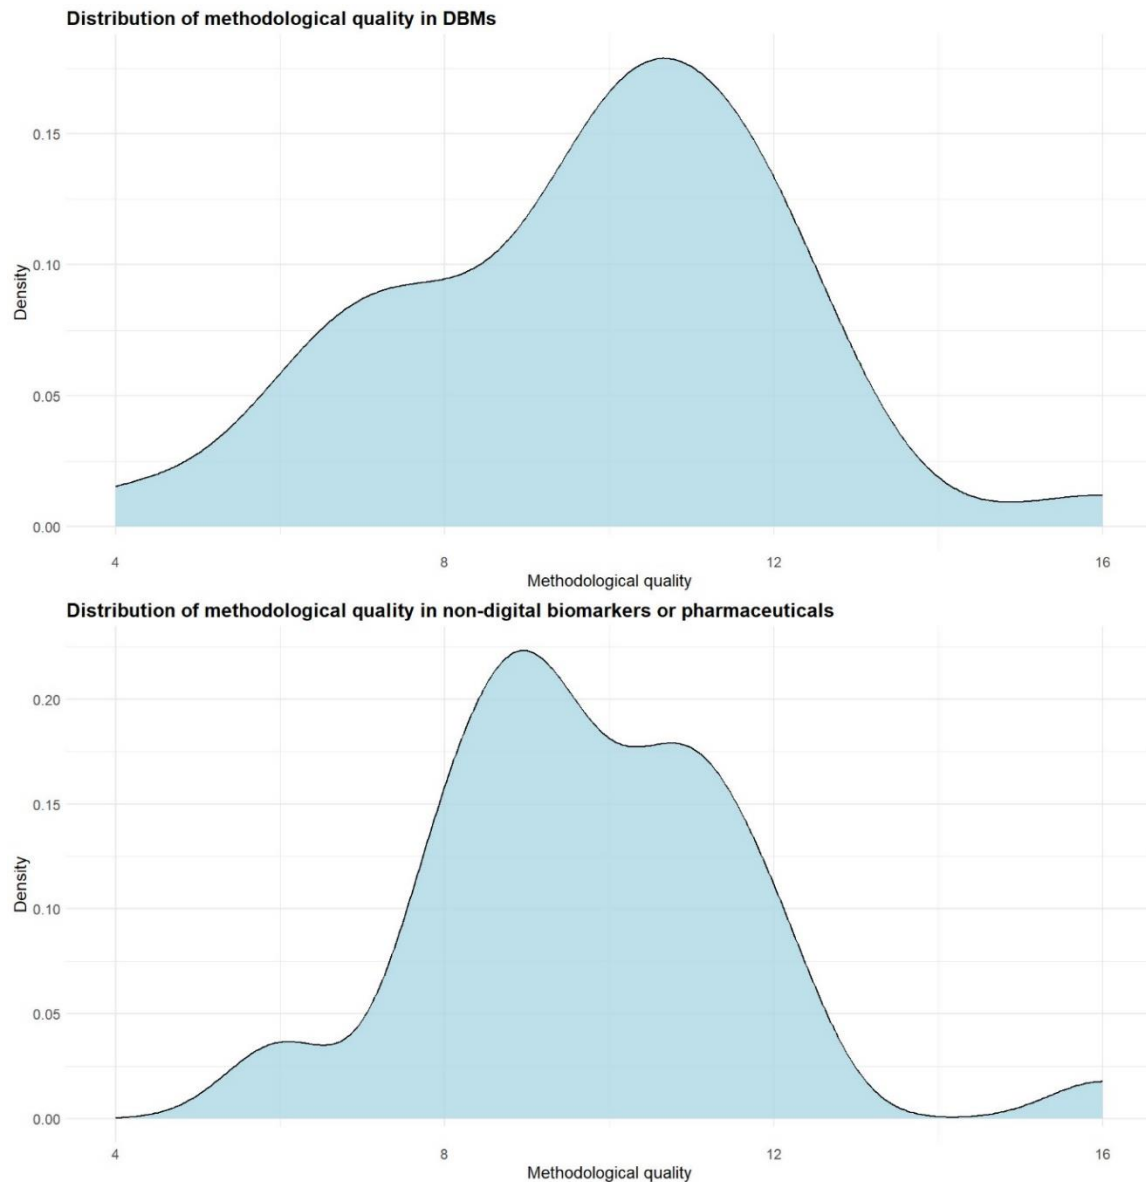 Distribution of methodological quality in DBMs
0.15
0.10
0.05
0.00
Density
4 8 12 16
Methodological quality
Distribution of methodological quality in non-digital biomarkers or pharmaceuticals
0.20
0.15
0.10
0.05
0.00
Density
4 8 12 16
Methodological quality